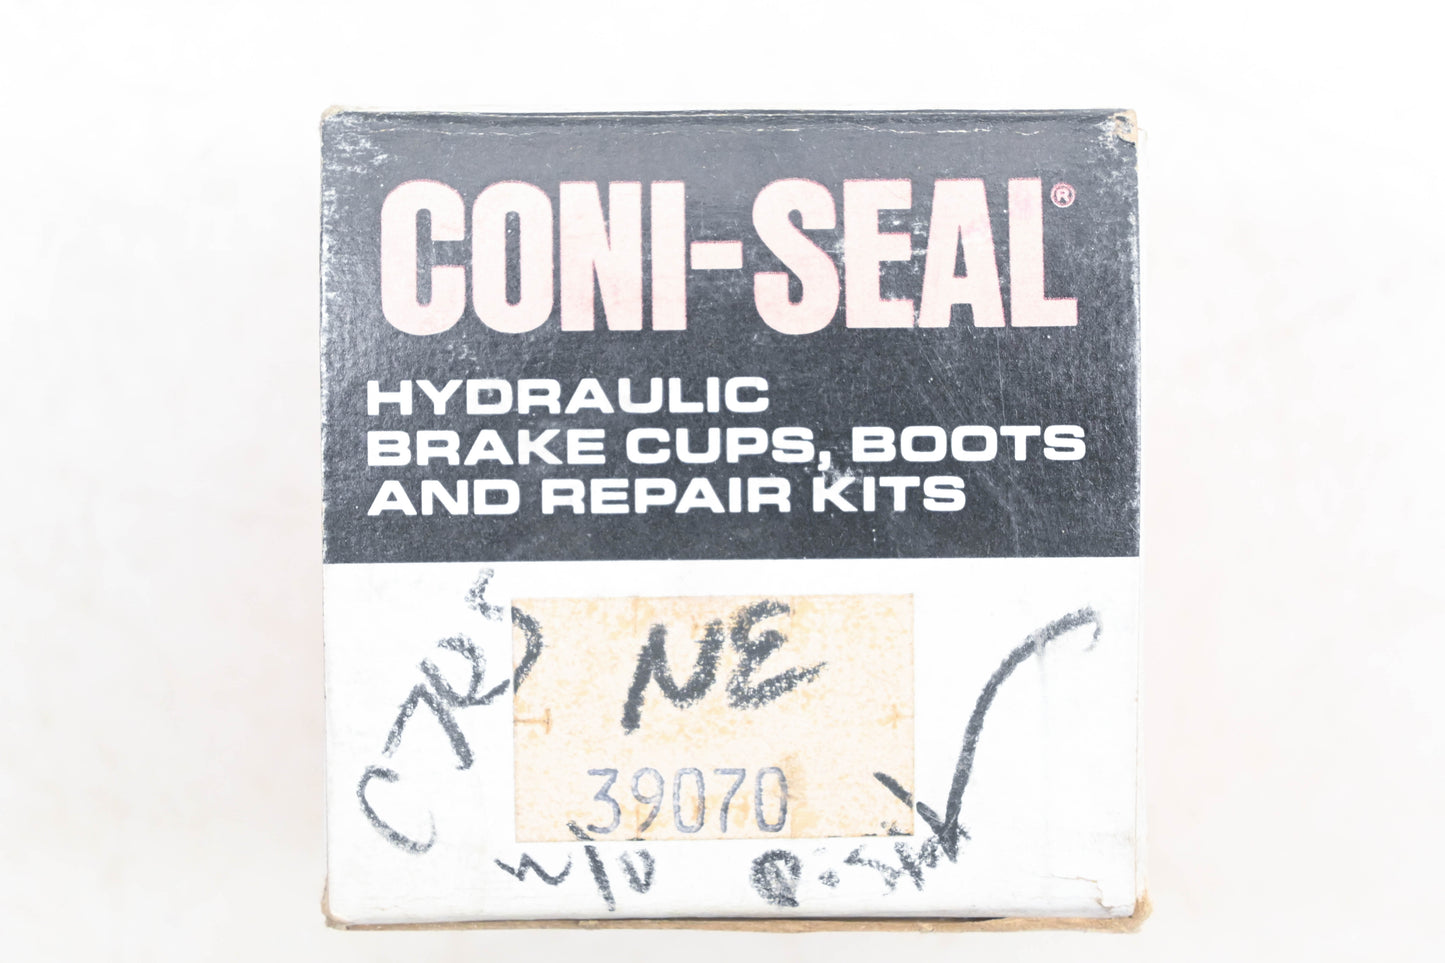 CONI-SEAL®
HYDRAULIC
BRAKE CUPS, BOOTS
AND REPAIR KITS
NE
39070
W/O